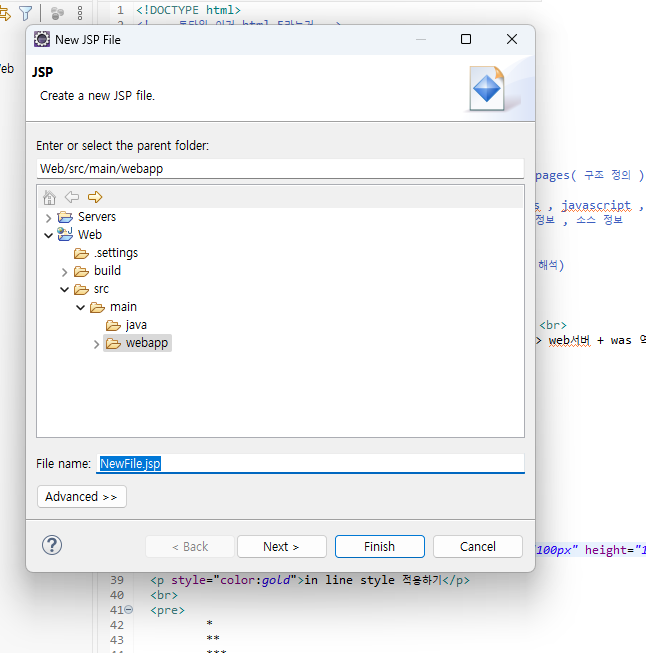 1 <!DOCTYPE html>
New JSP File
JSP
Create a new JSP file.
Enter or select the parent folder:
Web/src/main/webapp
Servers
Web
.settings
build
src
main
java
webapp
File name: NewFile.jsp
Advanced >>
< Back Next > Finish Cancel
pages( 구조 정의 )
, javascript ,
정보 , 소스 정보
해석)
<br>
> web서버 + was
100px" height="1
39 <p style="color:gold">in line style 적용하기</p>
40 <br>
41 <pre>
42 *
43 **
44 ***